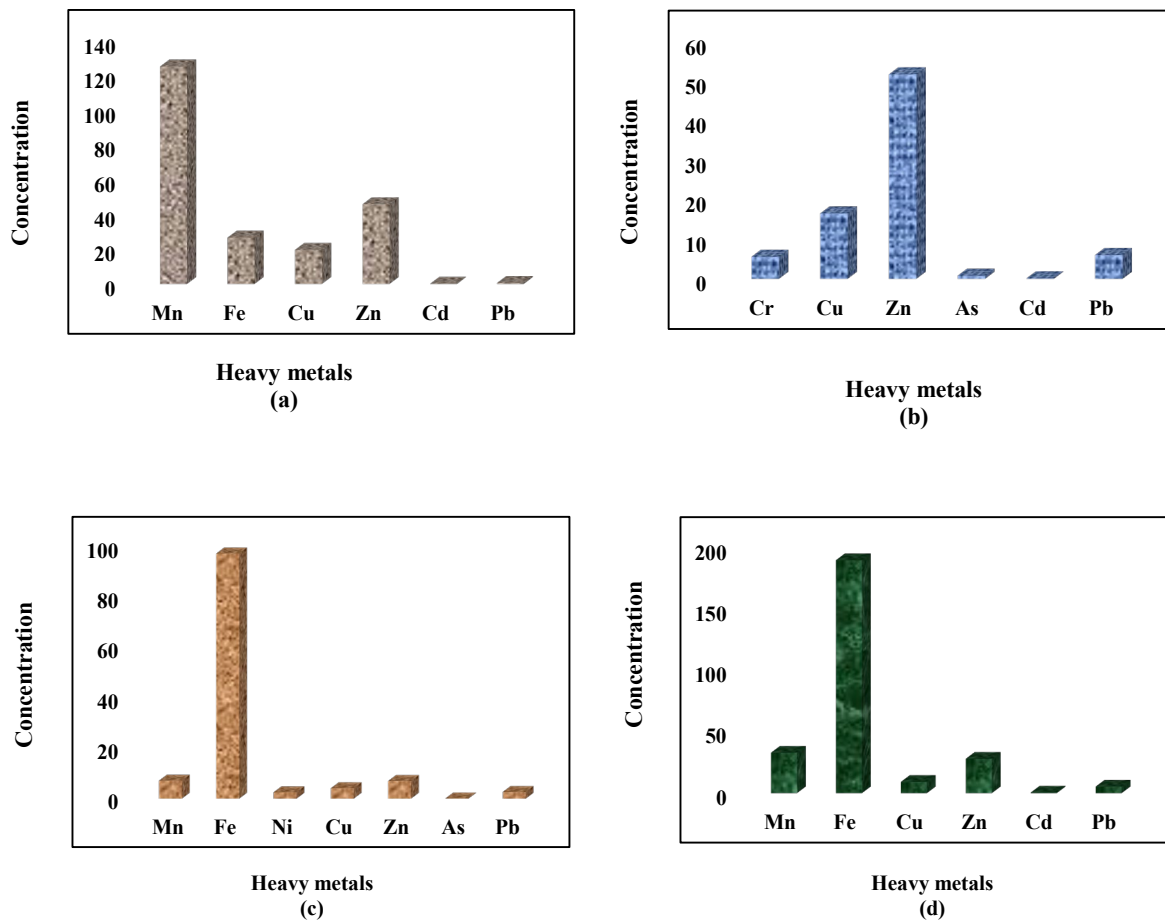 140
120
100
80
60
40
20
0
Concentration
Mn Fe Cu Zn Cd Pb
Heavy metals
(a)
60
50
40
30
20
10
0
Concentration
Cr Cu Zn As Cd Pb
Heavy metals
(b)
100
80
60
40
20
0
Concentration
Mn Fe Ni Cu Zn As Pb
Heavy metals
(c)
200
150
100
50
0
Concentration
Mn Fe Cu Zn Cd Pb
Heavy metals
(d)